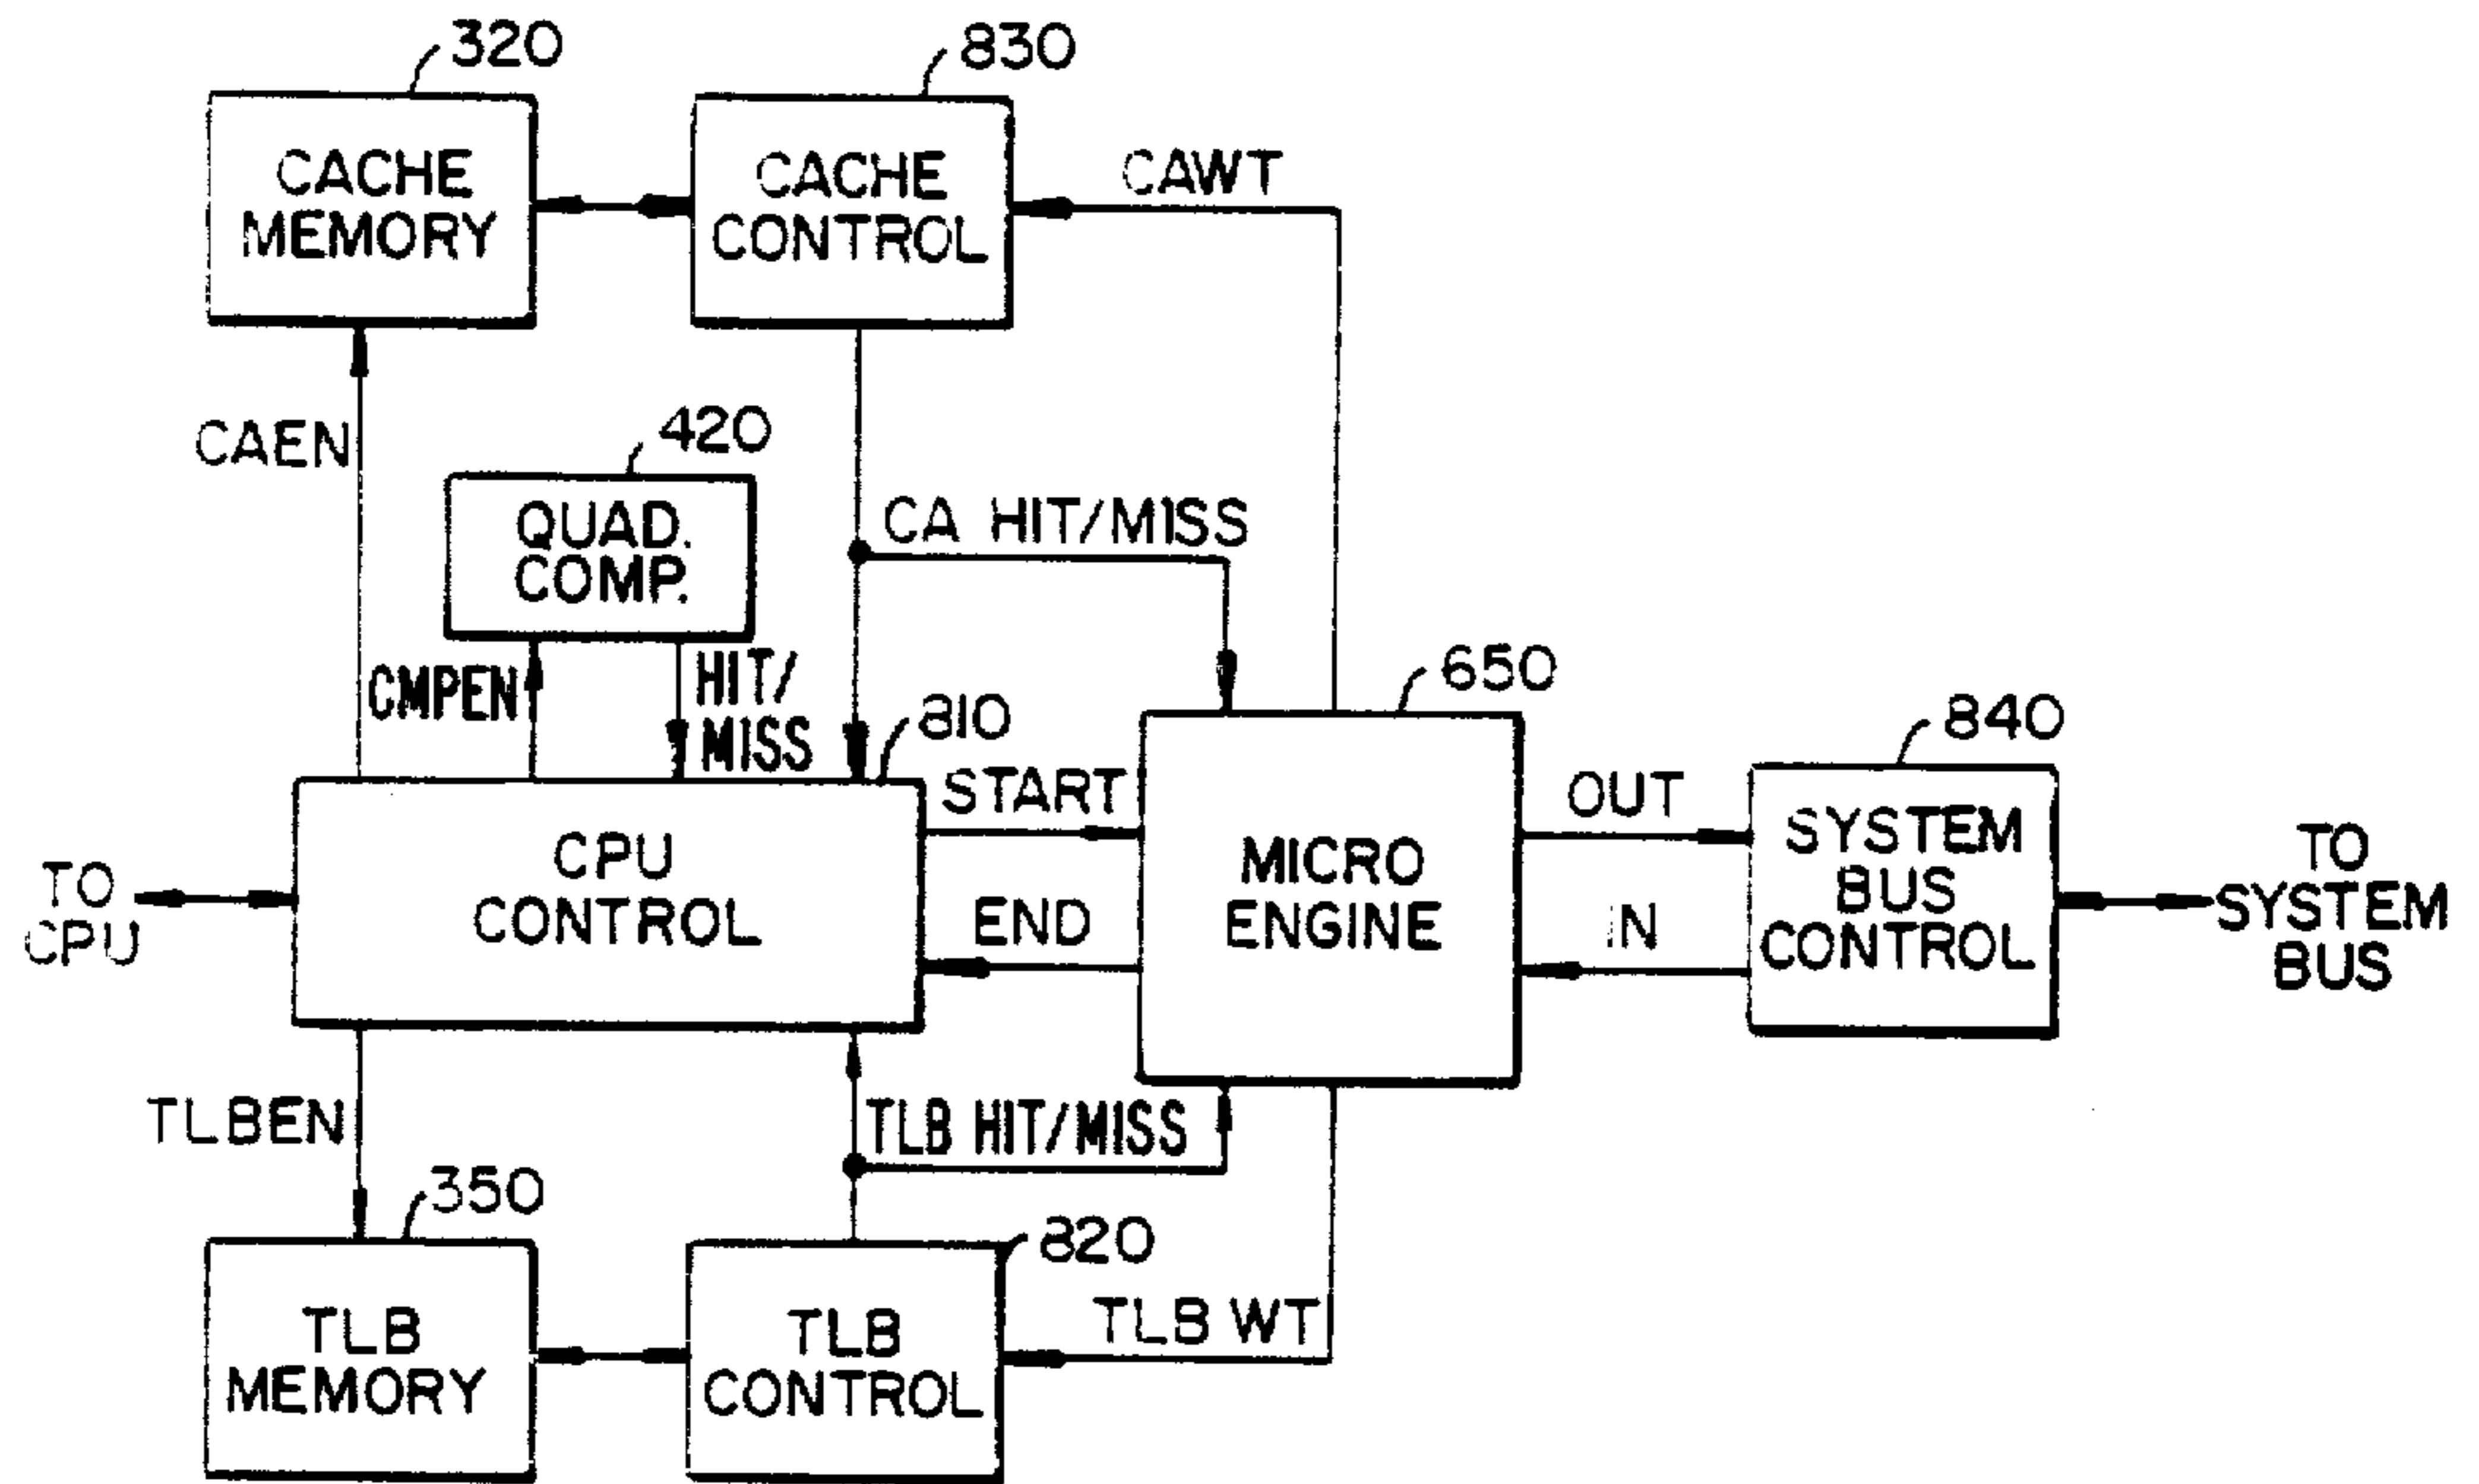 320
830
CACHE
MEMORY
CACHE
CONTROL
CAWT
CAEN
420
QUAD.
COMP.
CA HIT/MISS
CMPEN
HIT/
MISS
810
650
840
START
OUT
CPU
CONTROL
MICRO
ENGINE
SYSTEM
BUS
CONTROL
TO
CPU
END
IN
TO
SYSTEM
BUS
TLBEN
TLB HIT/MISS
350
820
TLB
MEMORY
TLB
CONTROL
TLB WT